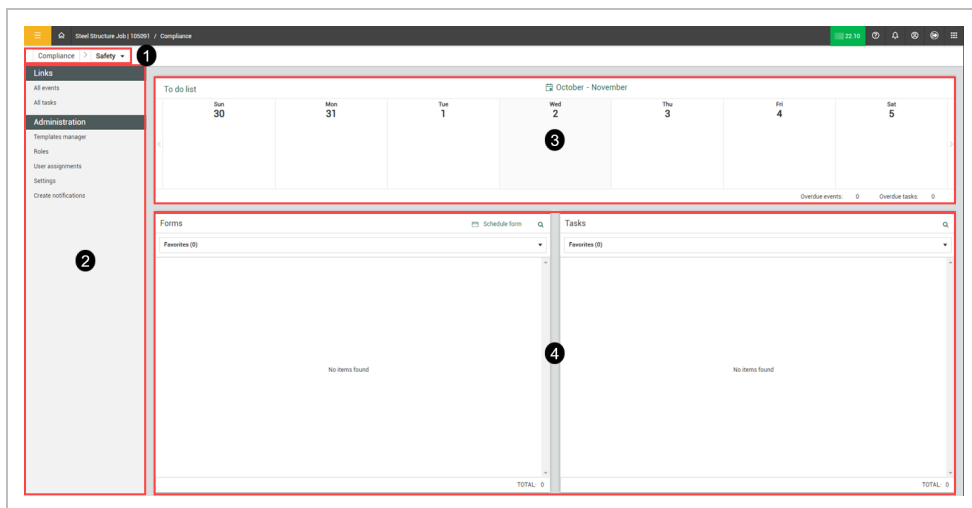 Steel Structure Job | 105091 / Compliance
22.10
Compliance > Safety
1
Links
All events
All tasks
Administration
Templates manager
Roles
User assignments
Settings
Create notifications
2
To do list
October - November
Sun Mon Tue Wed Thu Fri Sat
30 31 1 2 3 4 5
3
Overdue events: 0 Overdue tasks: 0
Forms
Schedule form
Favorites (0)
No items found
TOTAL: 0
4
Tasks
Favorites (0)
No items found
TOTAL: 0